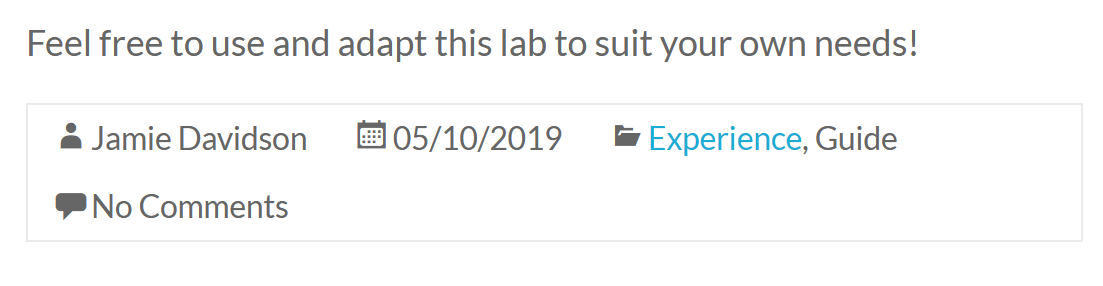 Feel free to use and adapt this lab to suit your own needs!
Jamie Davidson 05/10/2019 Experience, Guide
No Comments